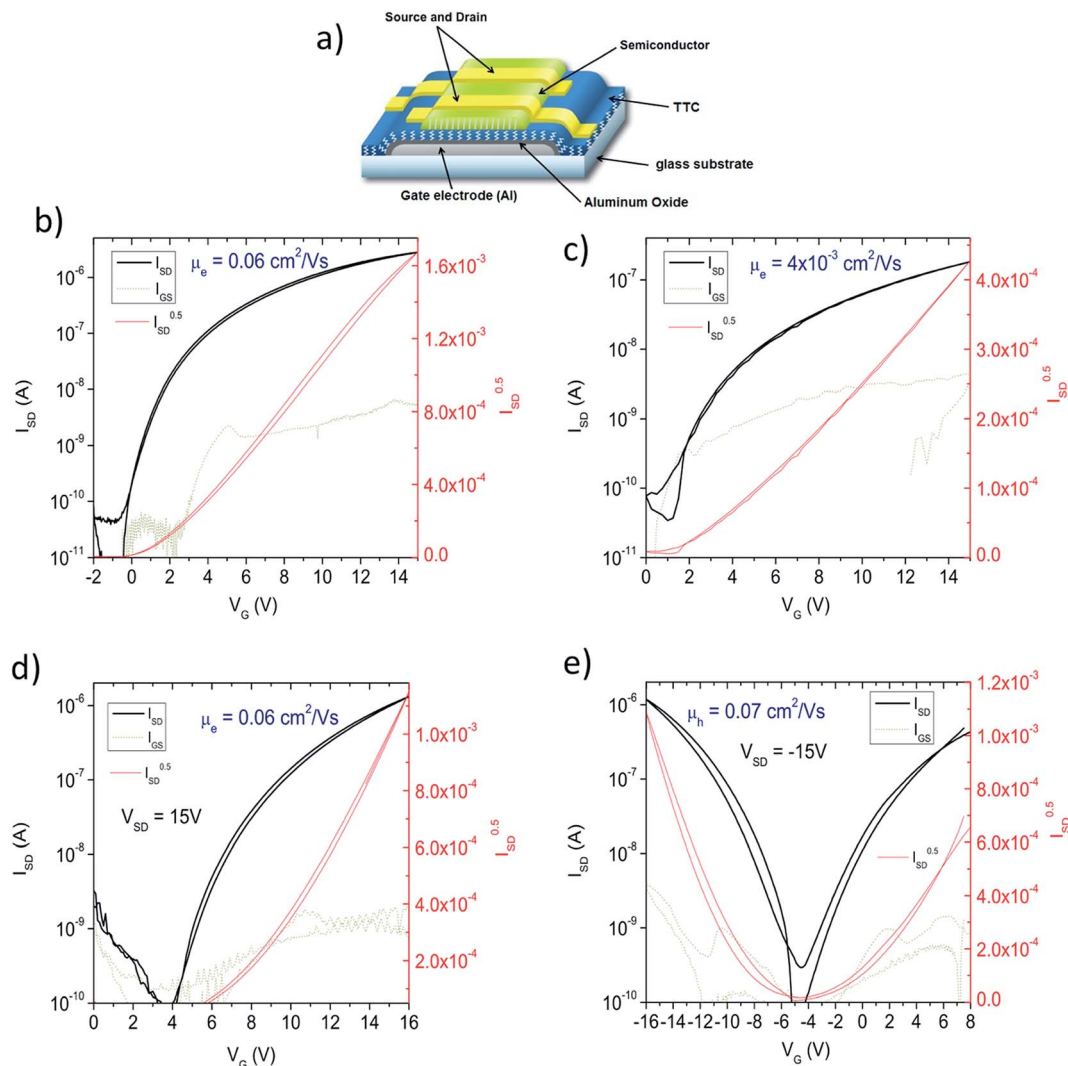 a)
Source and Drain
Semiconductor
TTC
glass substrate
Gate electrode (Al)
Aluminum Oxide
b)
I_SD
I_GS
I_SD^0.5
μ_e = 0.06 cm²/Vs
10⁻⁶
10⁻⁷
10⁻⁸
10⁻⁹
10⁻¹⁰
10⁻¹¹
I_SD (A)
-2 0 2 4 6 8 10 12 14
V_G (V)
1.6x10⁻³
1.2x10⁻³
8.0x10⁻⁴
4.0x10⁻⁴
0.0
I_SD^0.5
c)
I_SD
I_GS
I_SD^0.5
μ_e = 4x10⁻³ cm²/Vs
10⁻⁷
10⁻⁸
10⁻⁹
10⁻¹⁰
10⁻¹¹
I_SD (A)
0 2 4 6 8 10 12 14
V_G (V)
4.0x10⁻⁴
3.0x10⁻⁴
2.0x10⁻⁴
1.0x10⁻⁴
0.0
I_SD^0.5
d)
I_SD
I_GS
I_SD^0.5
μ_e = 0.06 cm²/Vs
V_SD = 15V
10⁻⁶
10⁻⁷
10⁻⁸
10⁻⁹
10⁻¹⁰
I_SD (A)
0 2 4 6 8 10 12 14 16
V_G (V)
1.0x10⁻³
8.0x10⁻⁴
6.0x10⁻⁴
4.0x10⁻⁴
2.0x10⁻⁴
I_SD^0.5
e)
μ_h = 0.07 cm²/Vs
V_SD = -15V
I_SD
I_GS
I_SD^0.5
10⁻⁶
10⁻⁷
10⁻⁸
10⁻⁹
10⁻¹⁰
I_SD (A)
-16 -14 -12 -10 -8 -6 -4 -2 0 2 4 6 8
V_G (V)
1.2x10⁻³
1.0x10⁻³
8.0x10⁻⁴
6.0x10⁻⁴
4.0x10⁻⁴
2.0x10⁻⁴
0.0
I_SD^0.5